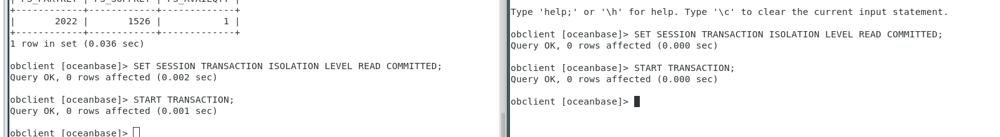 +------------+------------+-------------+
|       2022 |       1526 |           1 |
+------------+------------+-------------+
1 row in set (0.036 sec)
obclient [oceanbase]> SET SESSION TRANSACTION ISOLATION LEVEL READ COMMITTED;
Query OK, 0 rows affected (0.002 sec)
obclient [oceanbase]> START TRANSACTION;
Query OK, 0 rows affected (0.001 sec)
obclient [oceanbase]>
Type 'help;' or '\h' for help. Type '\c' to clear the current input statement.
obclient [oceanbase]> SET SESSION TRANSACTION ISOLATION LEVEL READ COMMITTED;
Query OK, 0 rows affected (0.000 sec)
obclient [oceanbase]> START TRANSACTION;
Query OK, 0 rows affected (0.000 sec)
obclient [oceanbase]>